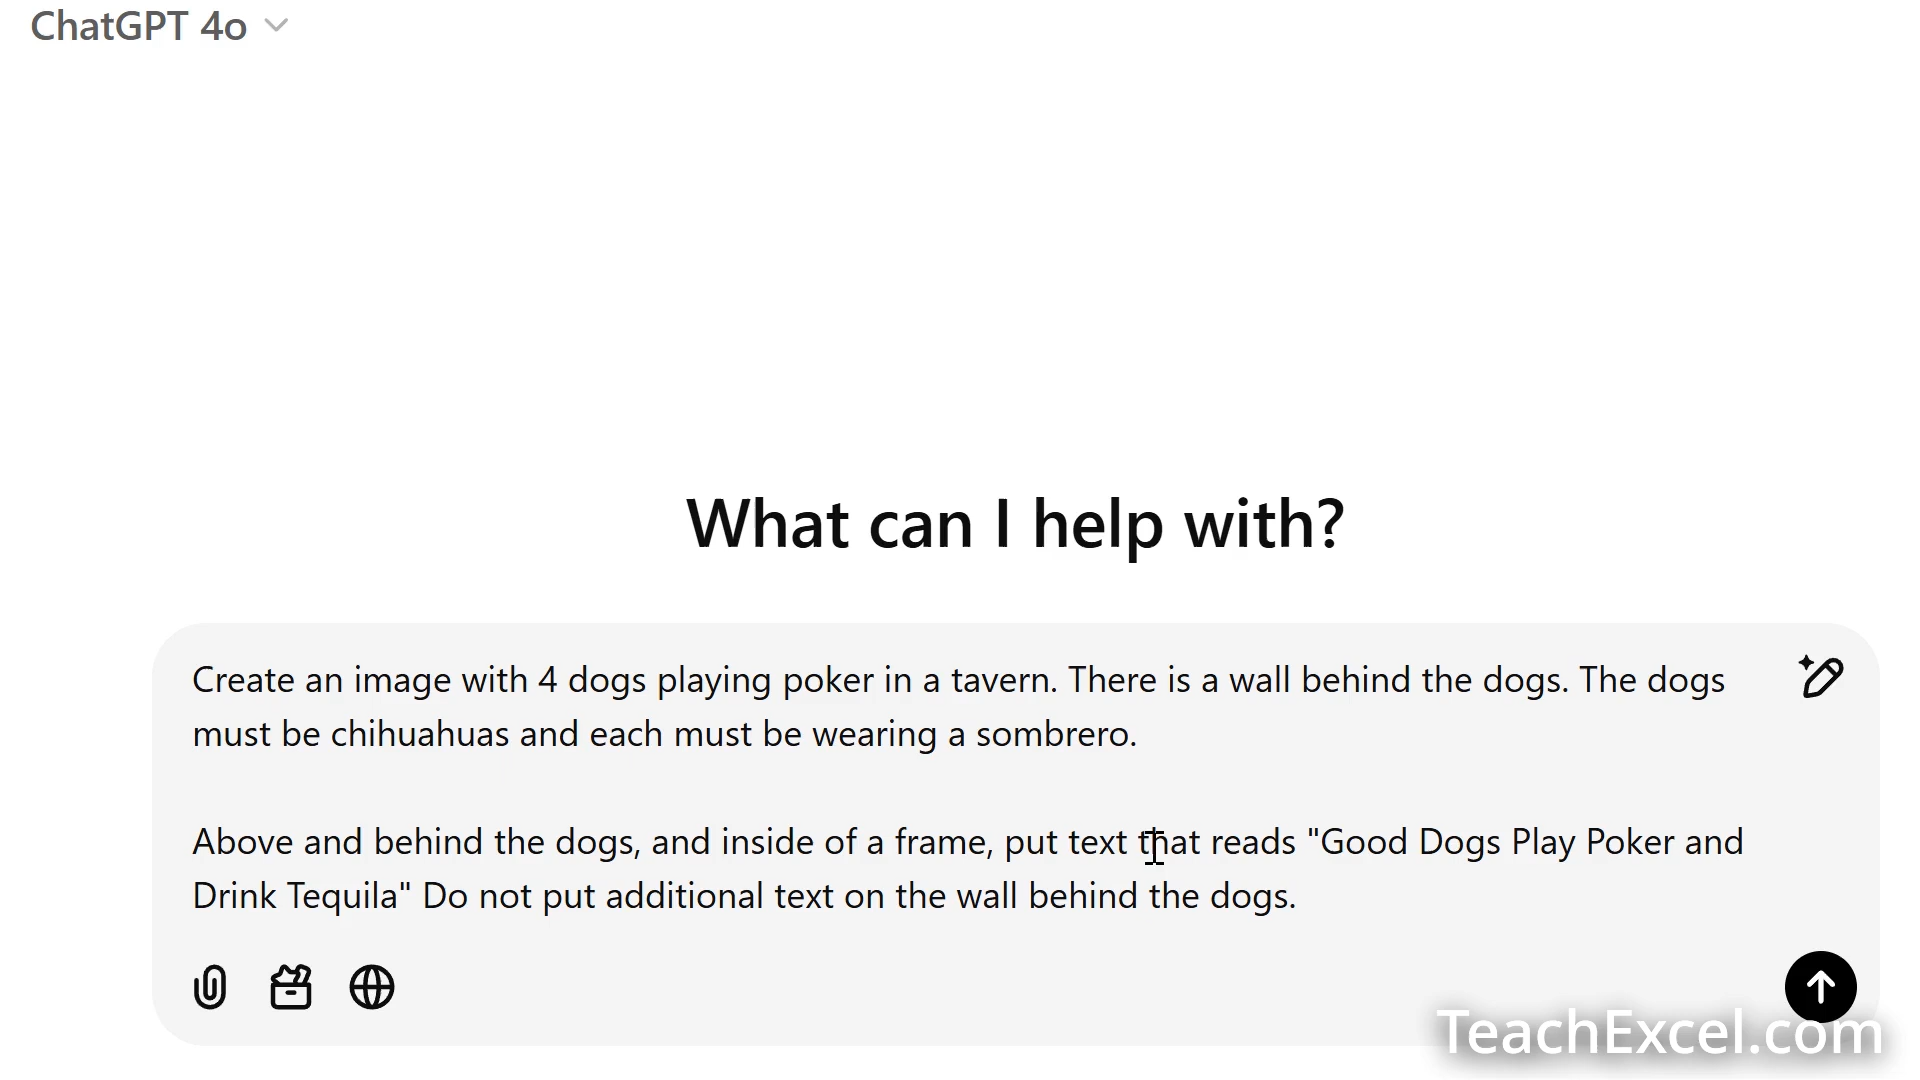 ChatGPT 4o
What can I help with?
Create an image with 4 dogs playing poker in a tavern. There is a wall behind the dogs. The dogs
must be chihuahuas and each must be wearing a sombrero.
Above and behind the dogs, and inside of a frame, put text that reads "Good Dogs Play Poker and
Drink Tequila" Do not put additional text on the wall behind the dogs.
TeachExcel.com